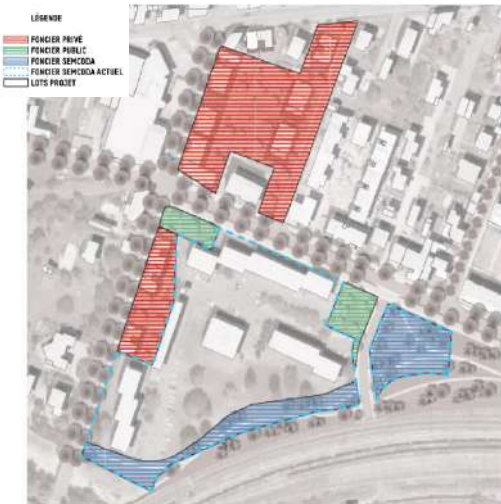 LÉGENDE
FONCIER PRIVÉ
FONCIER PUBLIC
FONCIER SEMCODA
FONCIER SEMCODA ACTUEL
LOTS PROJET